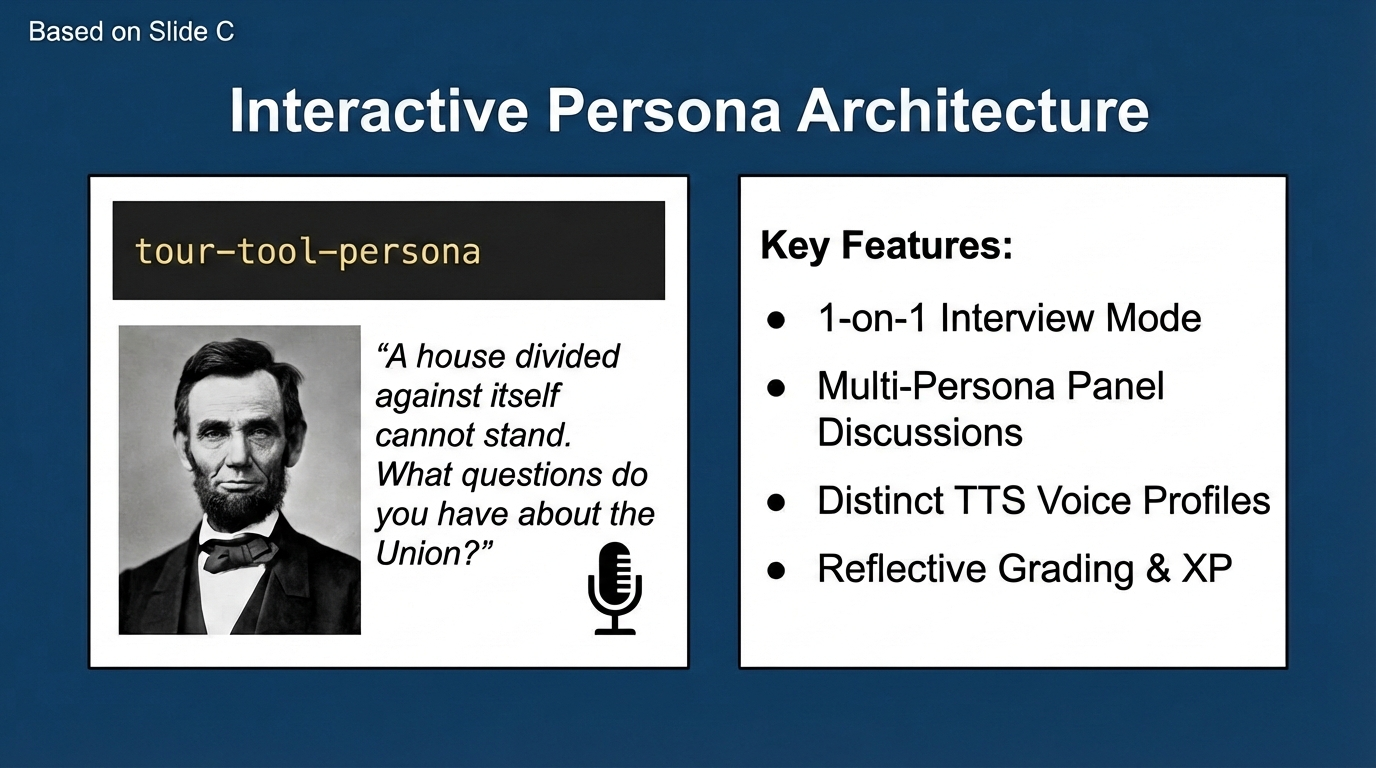 Based on Slide C
Interactive Persona Architecture
tour-tool-persona
“A house divided
against itself
cannot stand.
What questions do
you have about the
Union?”
Key Features:
● 1-on-1 Interview Mode
● Multi-Persona Panel
Discussions
● Distinct TTS Voice Profiles
● Reflective Grading & XP